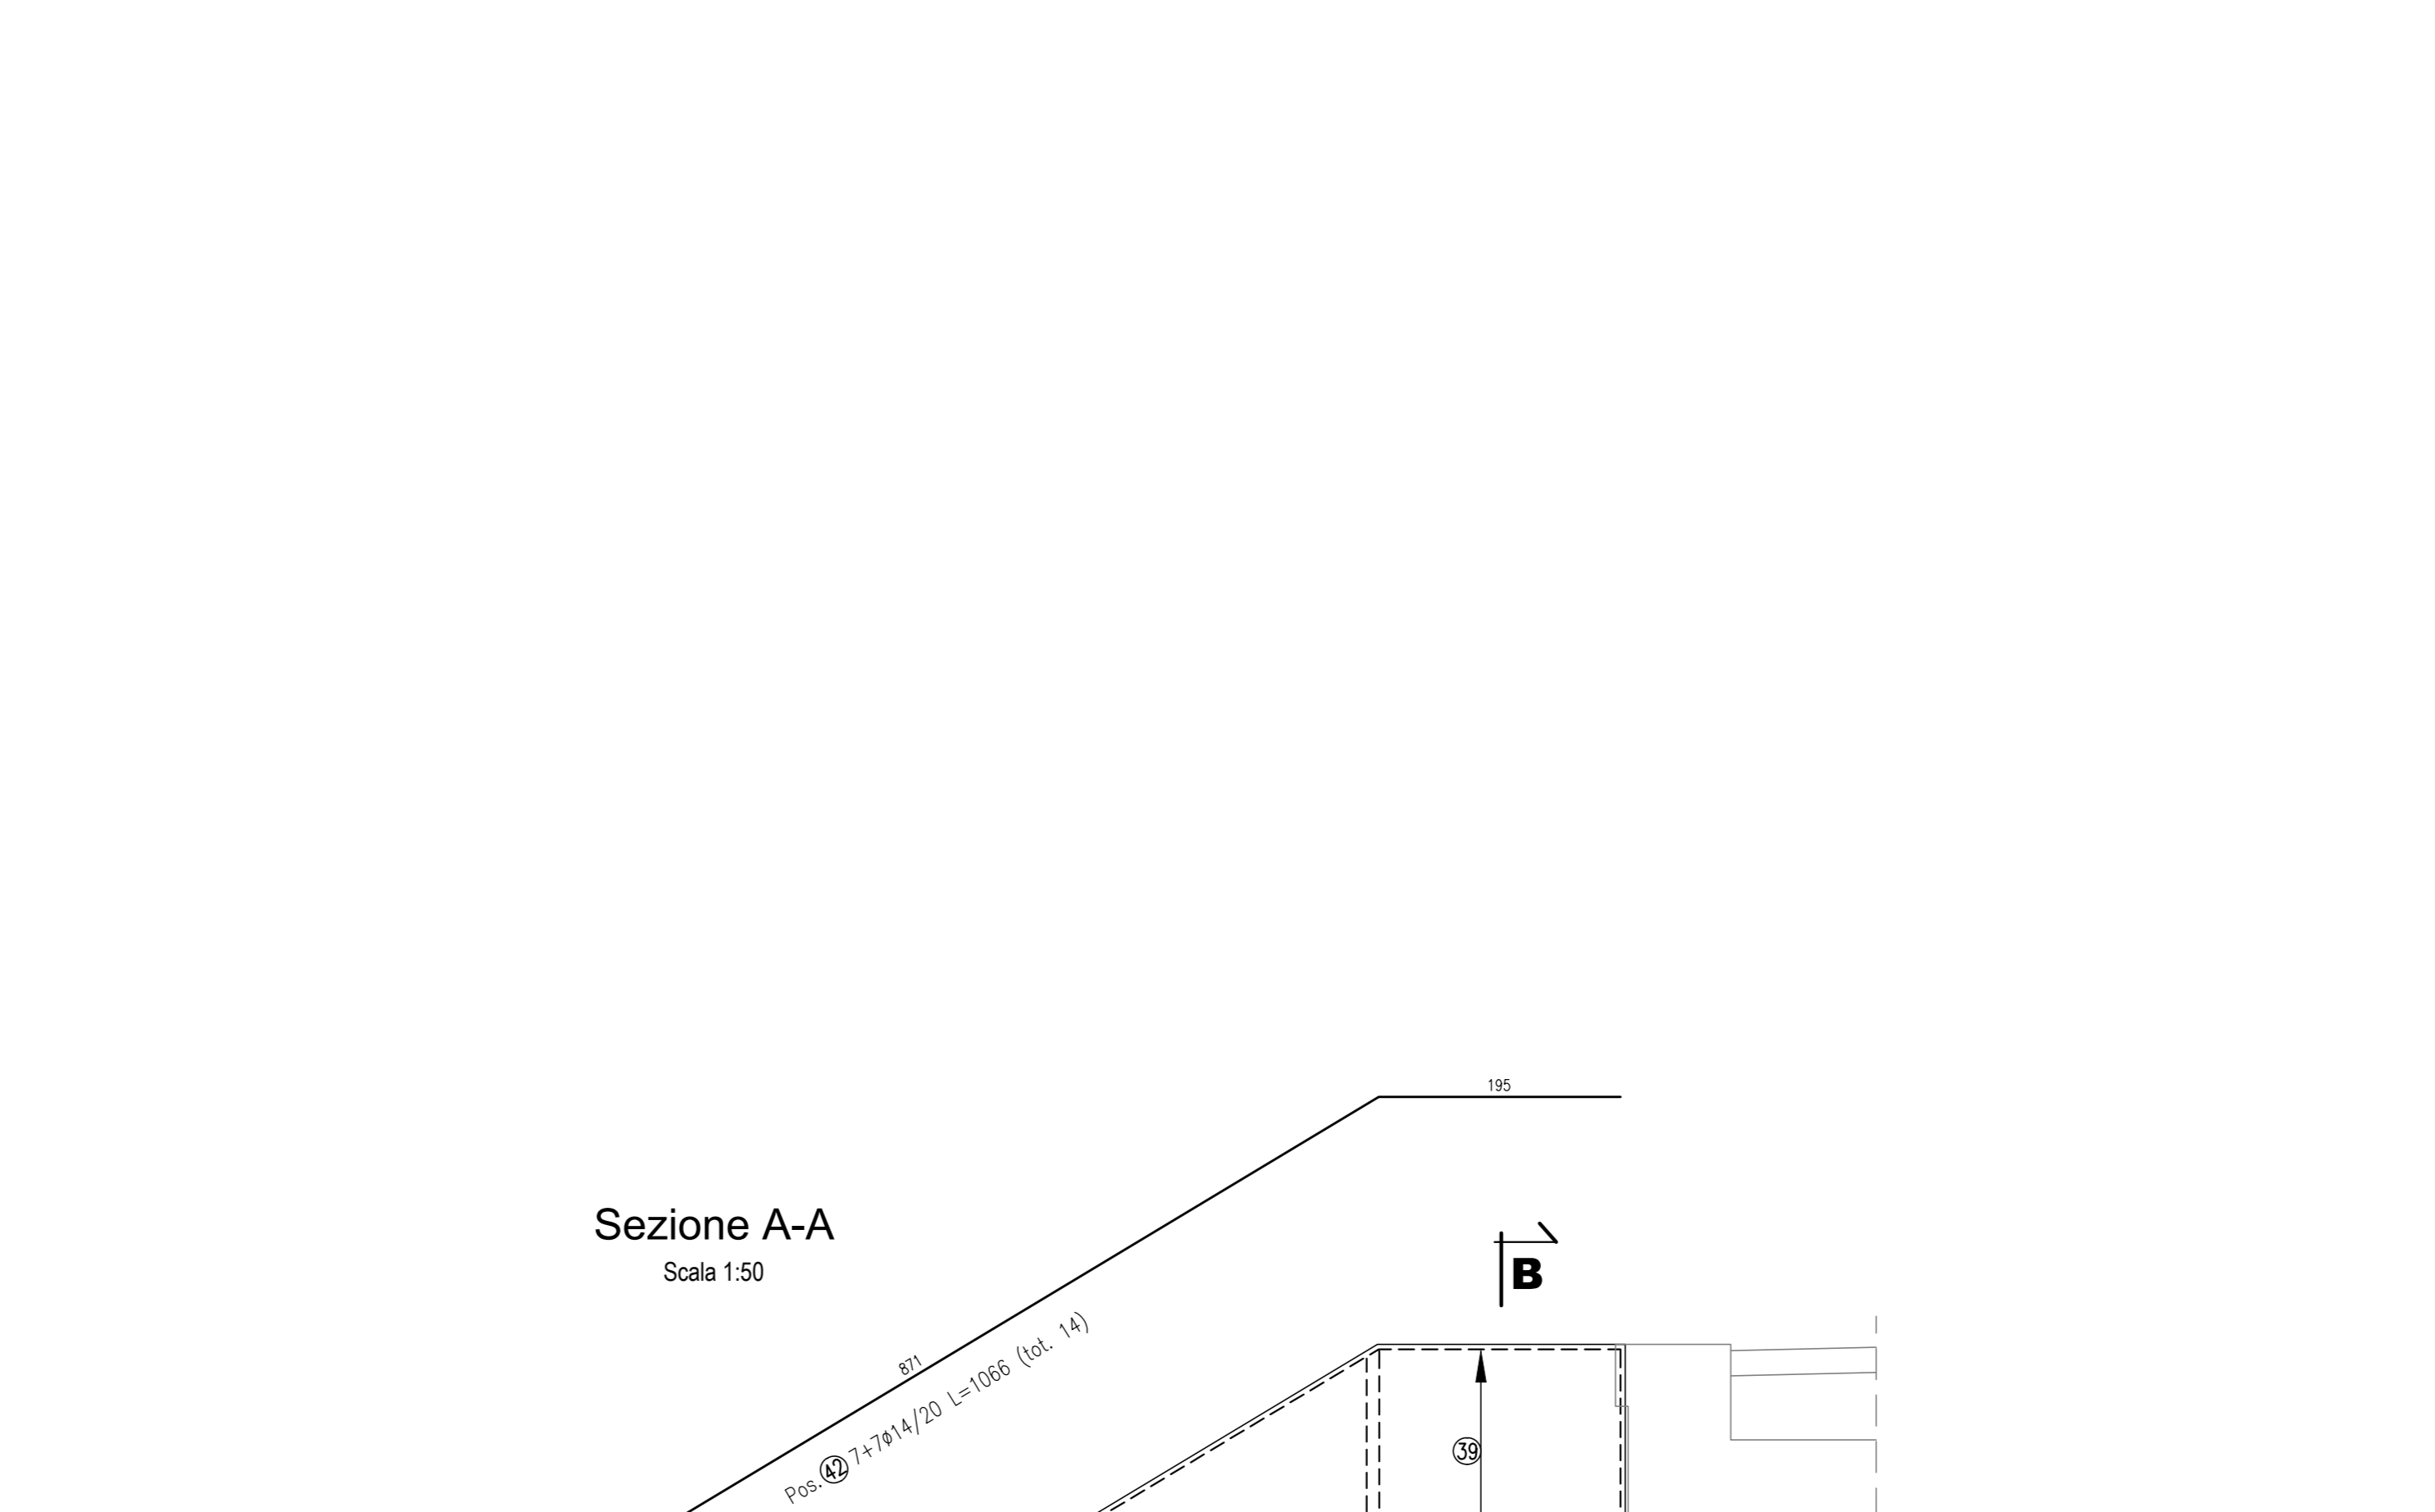 195
Sezione A-A
Scala 1:50
B
871
Pos. 42 7+7ø14/20 L=1066 (tot. 14)
39